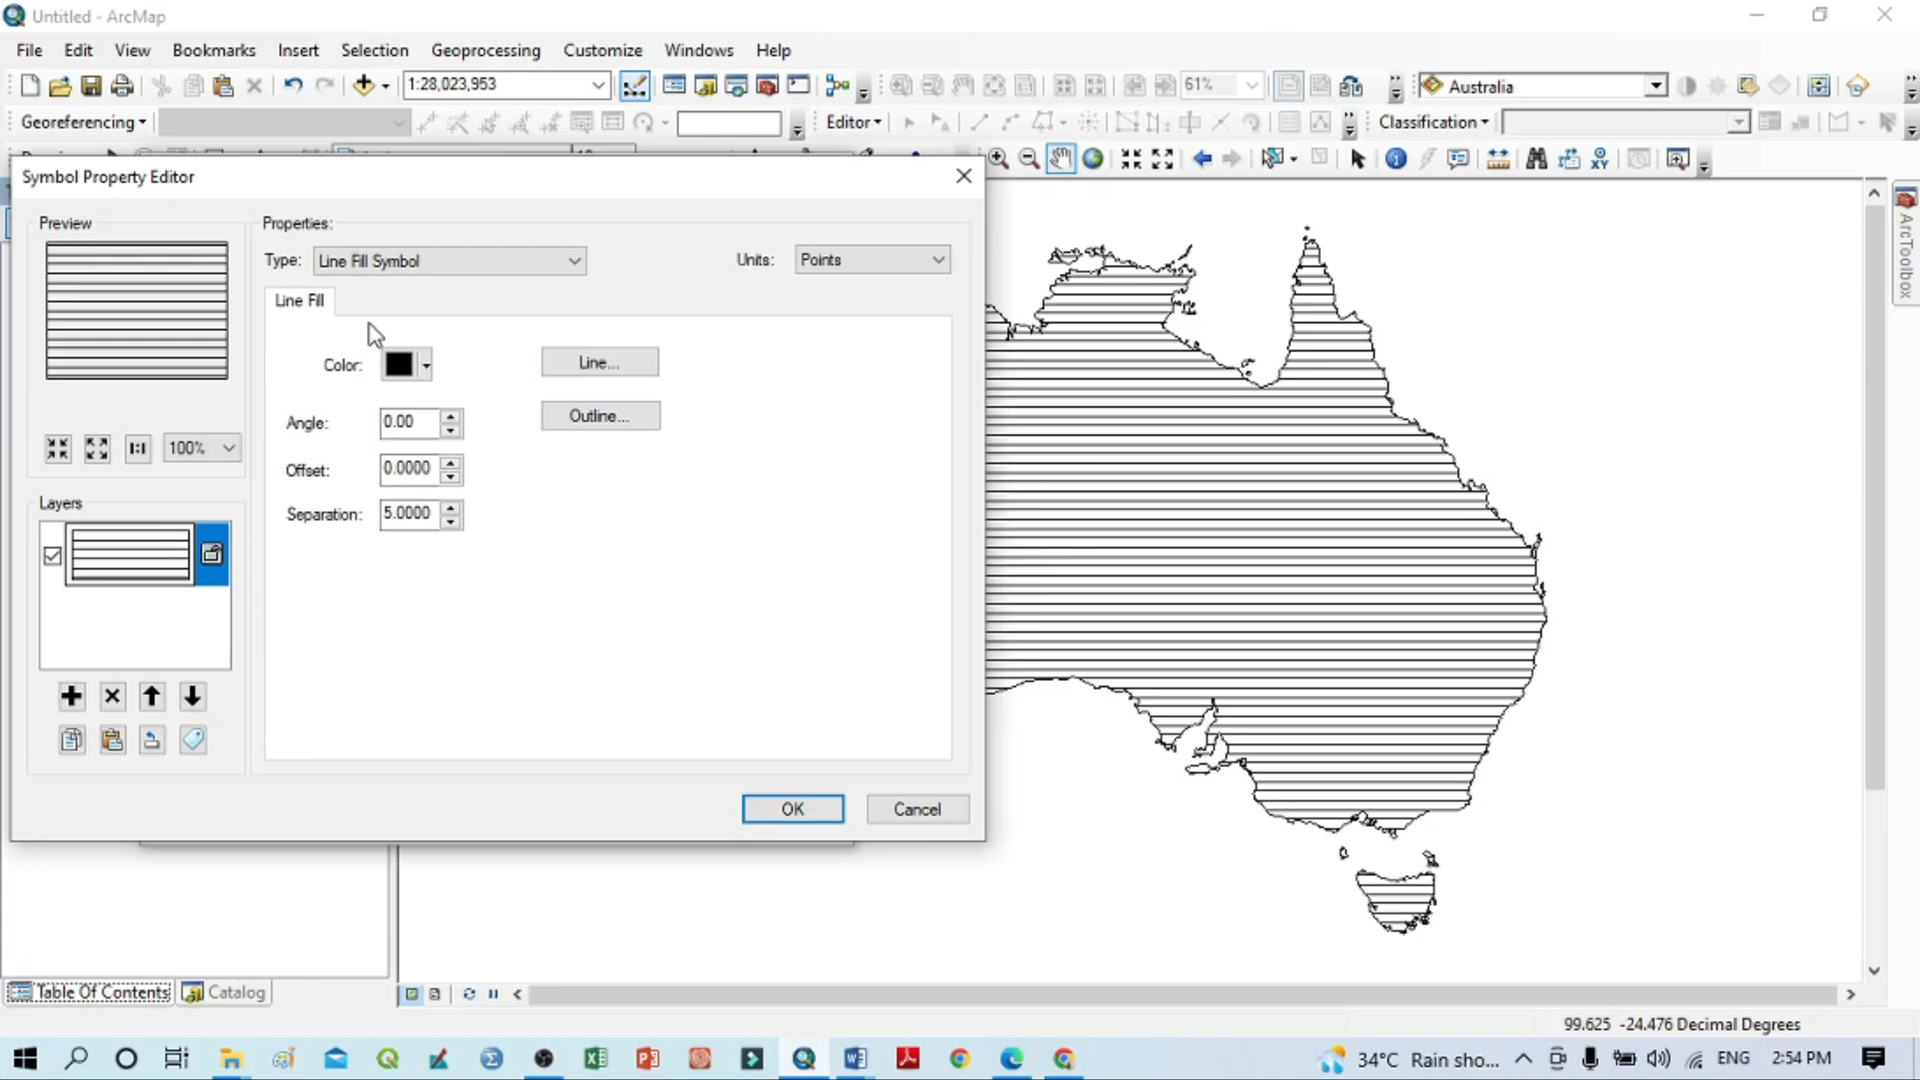 Untitled - ArcMap
File Edit View Bookmarks Insert Selection Geoprocessing Customize Windows Help
1:28,023,953 61% Australia
Georeferencing Editor Classification
Symbol Property Editor
Preview Properties:
Type: Line Fill Symbol Units: Points
Line Fill
Color: Line...
Angle: 0.00 Outline...
100%
Offset: 0.0000
Layers
Separation: 5.0000
OK Cancel
ArcToolbox
Table Of Contents Catalog
99.625 -24.476 Decimal Degrees
34°C Rain sho... ENG 2:54 PM